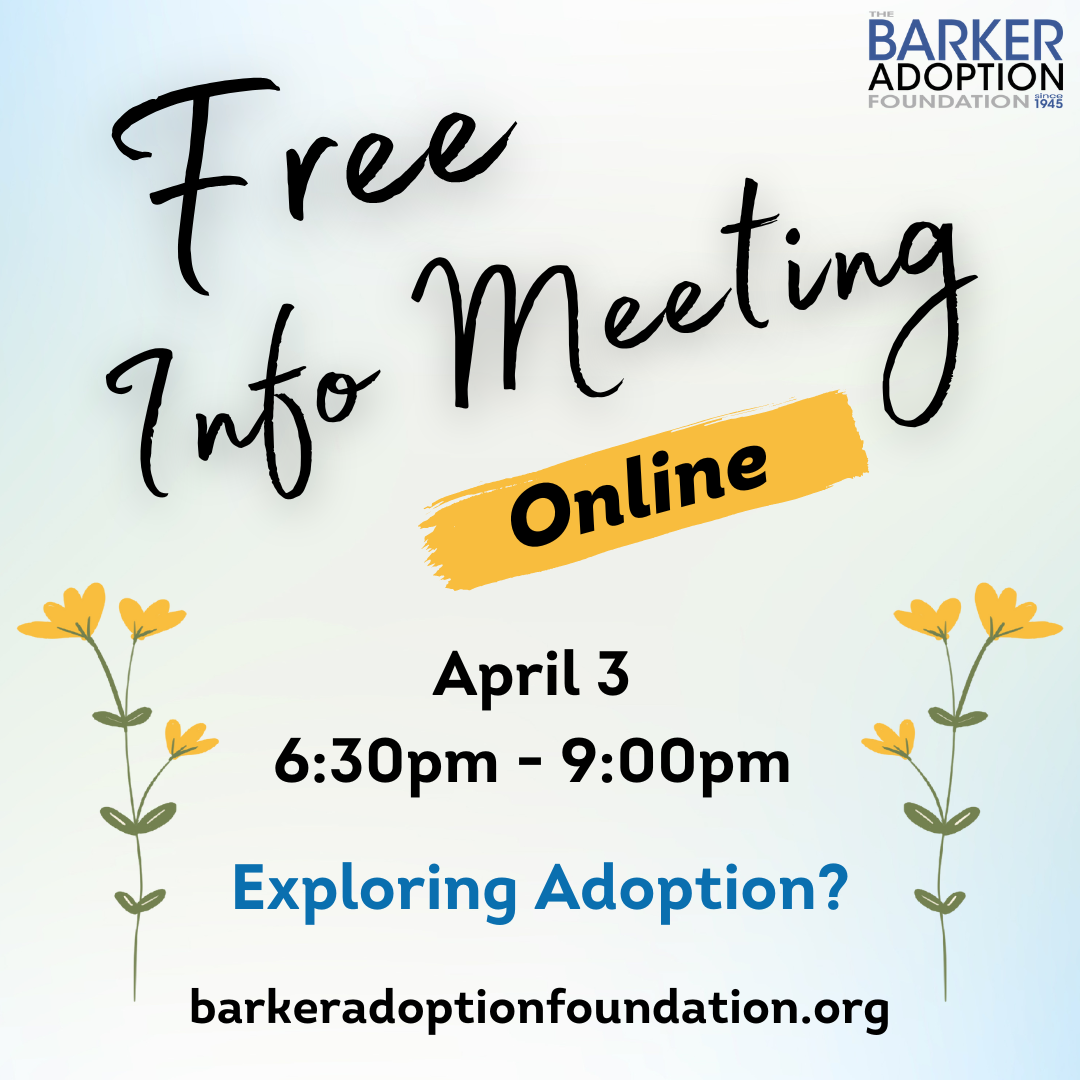 THE
BARKER
ADOPTION
FOUNDATION since 1945
Free
Info Meeting
Online
April 3
6:30pm - 9:00pm
Exploring Adoption?
barkeradoptionfoundation.org